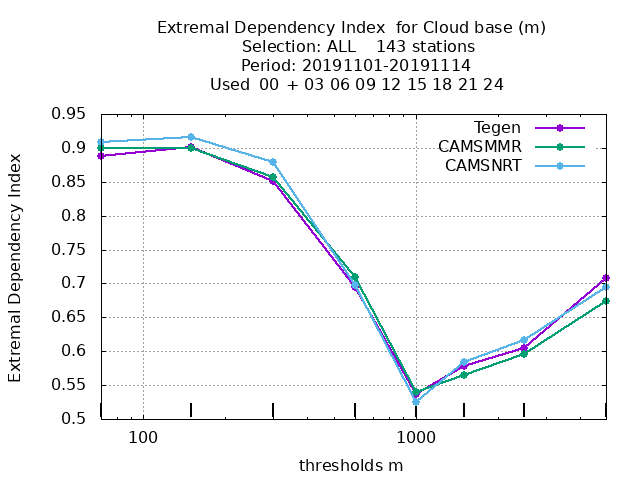 Extremal Dependency Index  for Cloud base (m)
Selection: ALL    143 stations
Period: 20191101-20191114
Used  00 + 03 06 09 12 15 18 21 24
Extremal Dependency Index
0.95
0.9
0.85
0.8
0.75
0.7
0.65
0.6
0.55
0.5
Tegen
CAMSMMR
CAMSNRT
100
1000
thresholds m